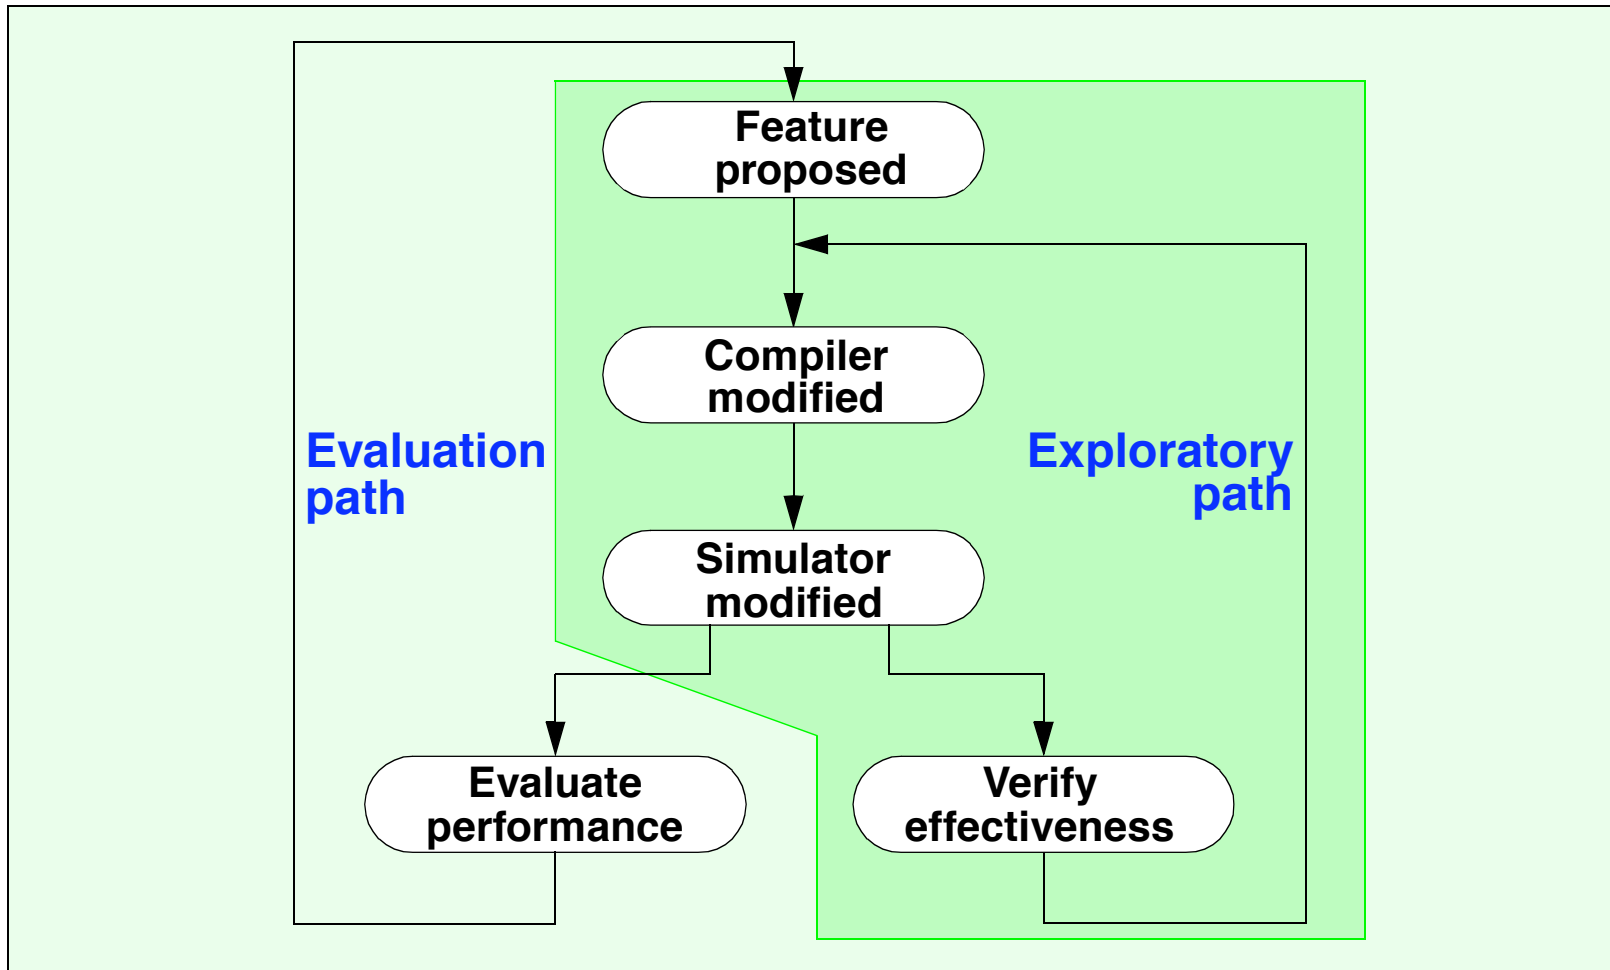 Feature
proposed
Compiler
modified
Evaluation
path
Exploratory
path
Simulator
modified
Evaluate
performance
Verify
effectiveness